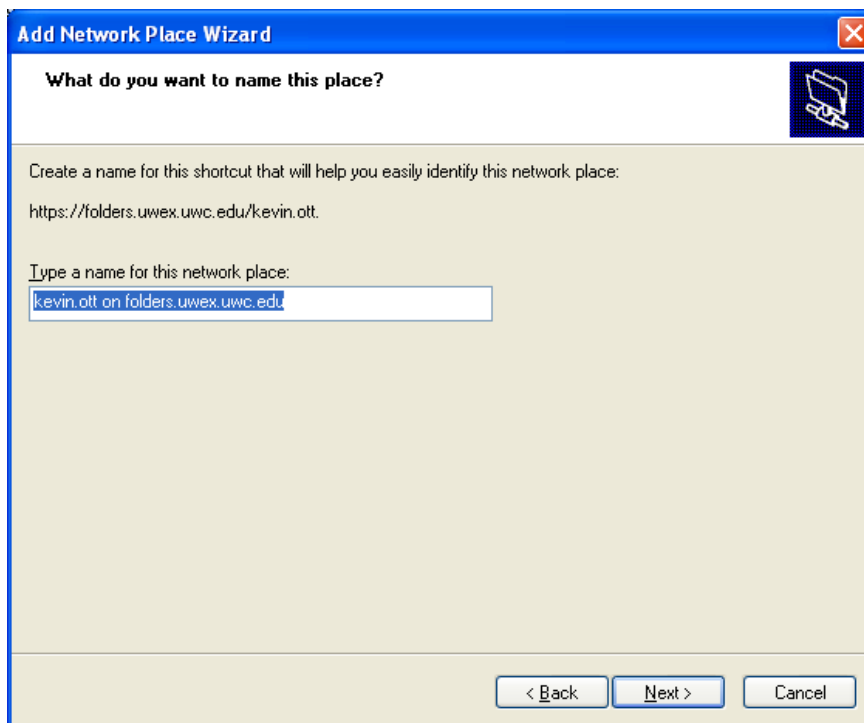 Add Network Place Wizard
What do you want to name this place?
Create a name for this shortcut that will help you easily identify this network place:
https://folders.uwex.uwc.edu/kevin.ott.
Type a name for this network place:
kevin.ott on folders.uwex.uwc.edu
< Back Next > Cancel